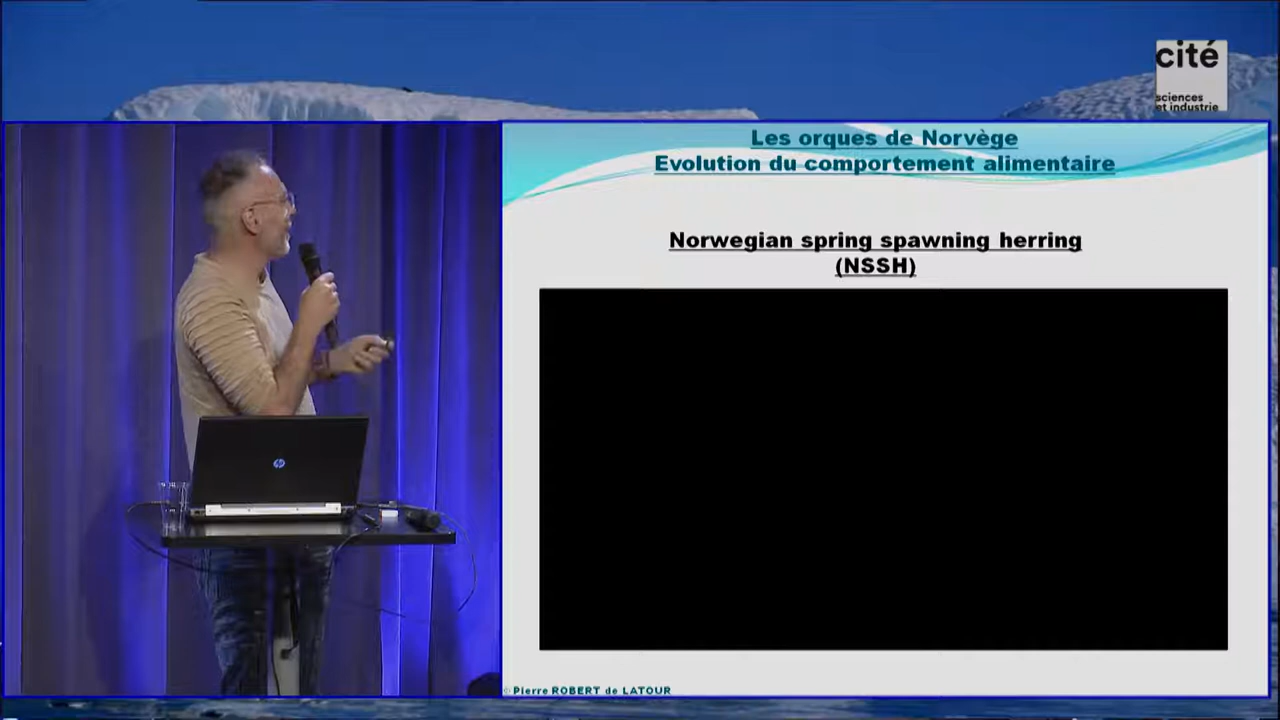 cité
sciences
et industrie
Les orques de Norvège
Evolution du comportement alimentaire
Norwegian spring spawning herring
(NSSH)
hp
© Pierre ROBERT de LATOUR